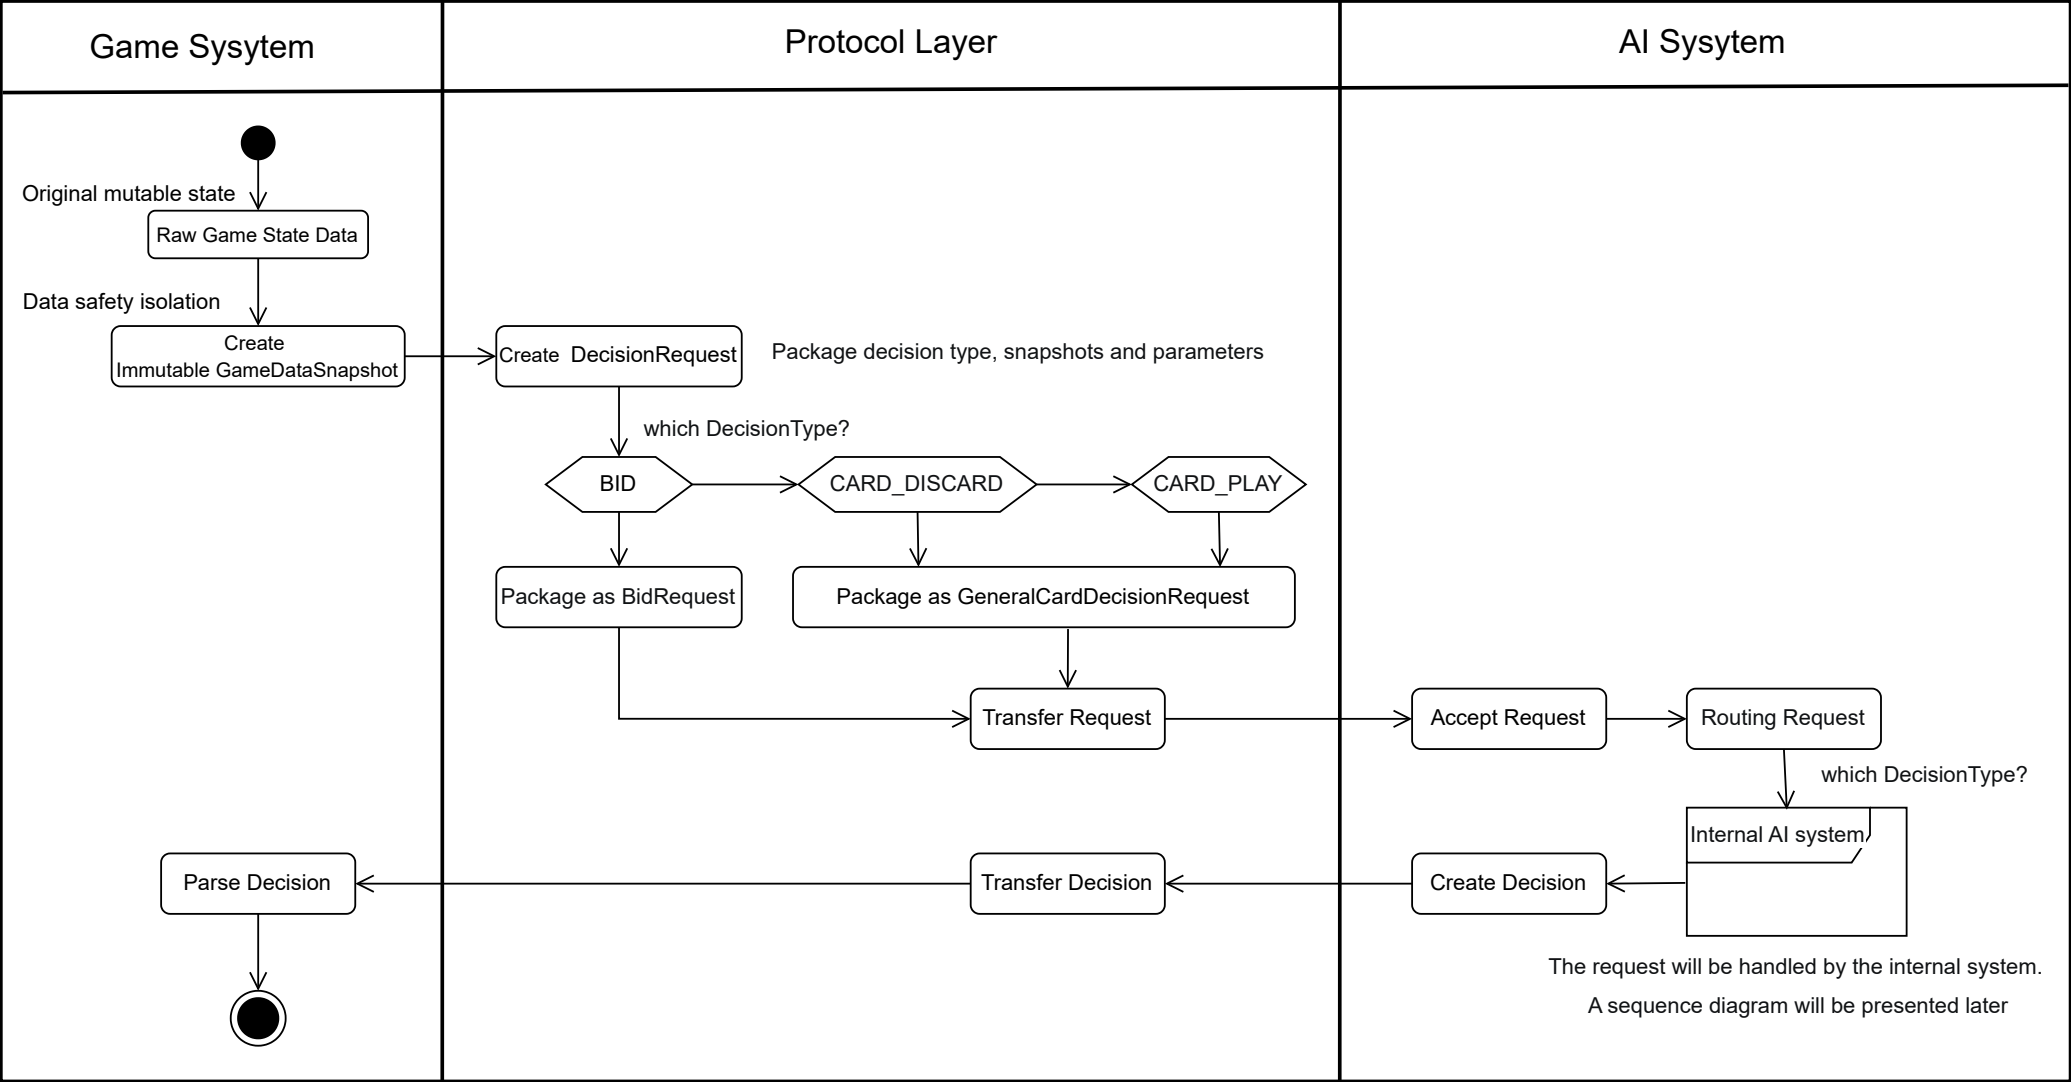 Game Sysytem
Protocol Layer
AI Sysytem
Original mutable state
Raw Game State Data
Data safety isolation
Create
Immutable GameDataSnapshot
Create DecisionRequest
Package decision type, snapshots and parameters
which DecisionType?
BID
CARD_DISCARD
CARD_PLAY
Package as BidRequest
Package as GeneralCardDecisionRequest
Transfer Request
Accept Request
Routing Request
which DecisionType?
Internal AI system
Parse Decision
Transfer Decision
Create Decision
The request will be handled by the internal system.
A sequence diagram will be presented later